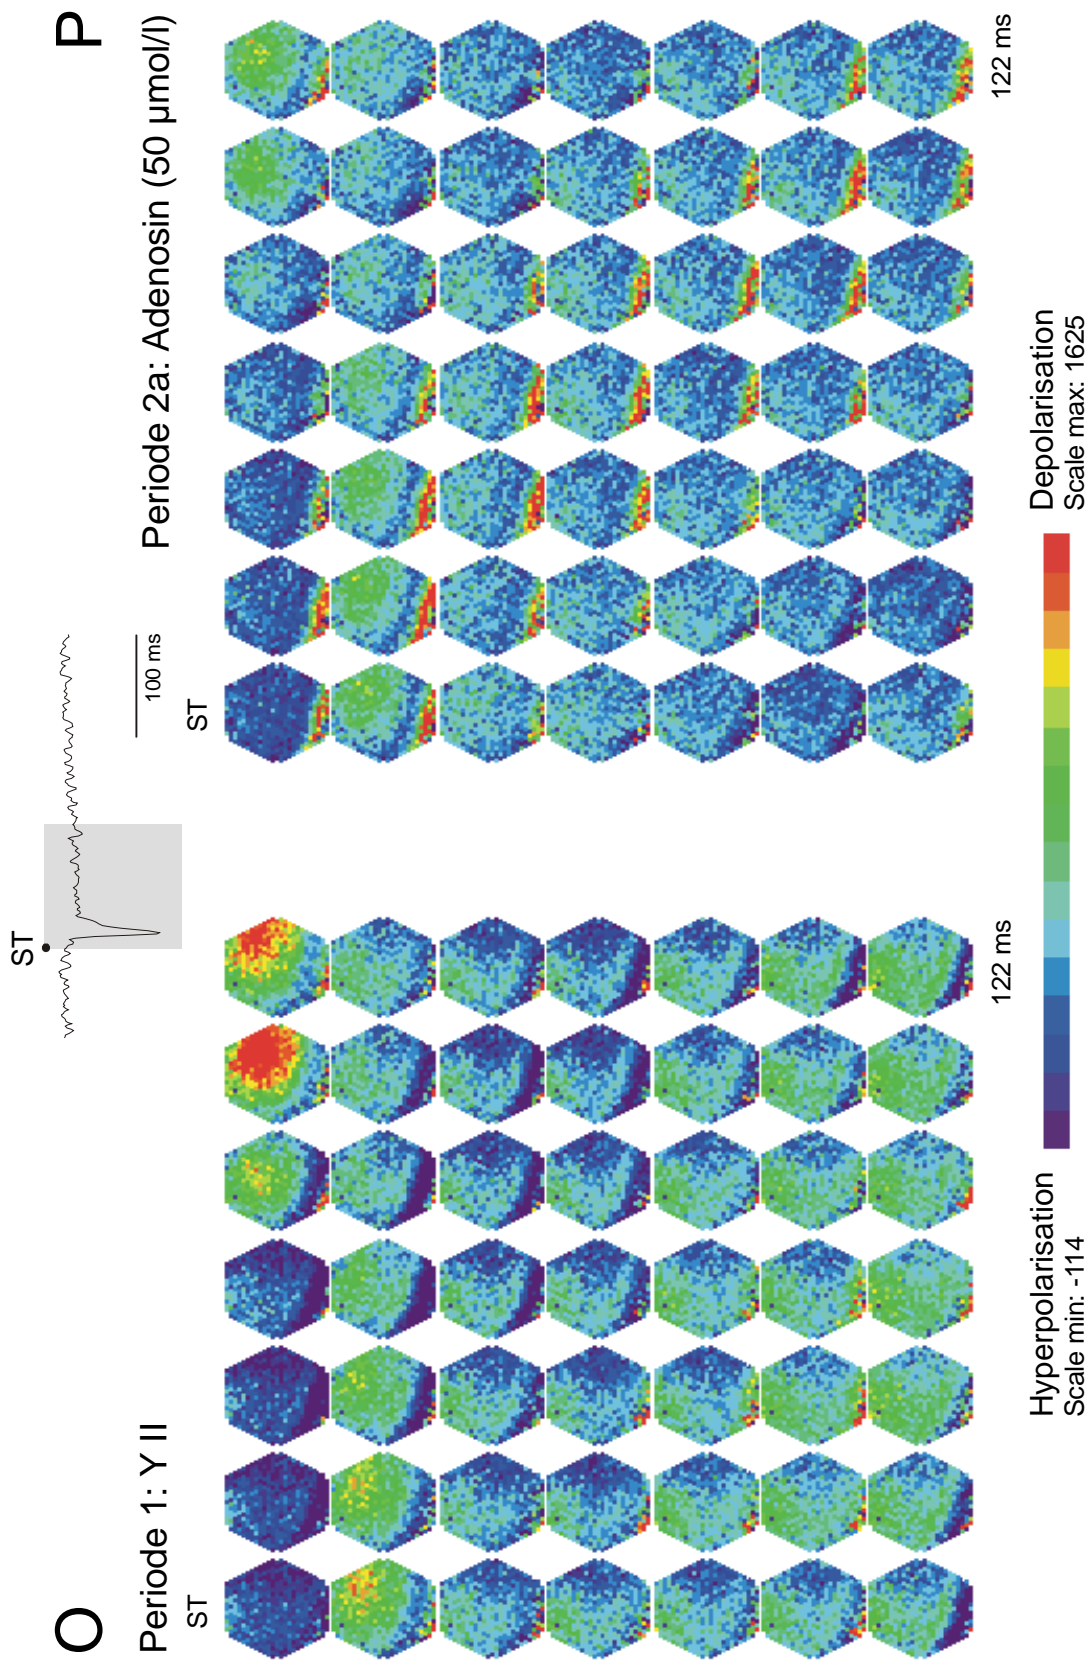 O
P
Periode 1: Y II
Periode 2a: Adenosin (50 µmol/l)
ST
100 ms
ST
ST
122 ms
122 ms
Hyperpolarisation
Scale min: -114
Depolarisation
Scale max: 1625